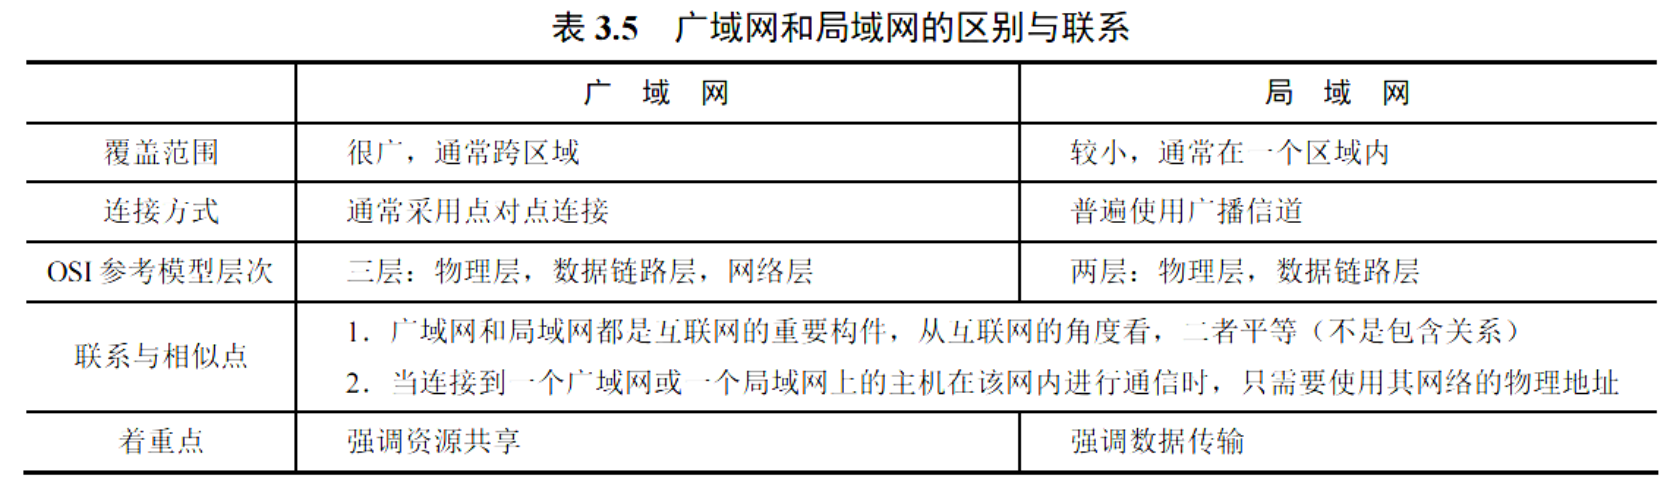 表 3.5 广域网和局域网的区别与联系
广 域 网 局 域 网
覆盖范围 很广，通常跨区域 较小，通常在一个区域内
连接方式 通常采用点对点连接 普遍使用广播信道
OSI 参考模型层次 三层：物理层，数据链路层，网络层 两层：物理层，数据链路层
联系与相似点
1. 广域网和局域网都是互联网的重要构件，从互联网的角度看，二者平等（不是包含关系）
2. 当连接到一个广域网或一个局域网上的主机在该网内进行通信时，只需要使用其网络的物理地址
着重点 强调资源共享 强调数据传输